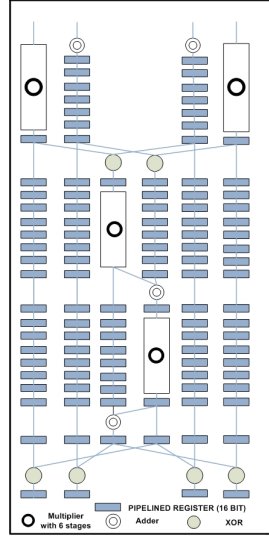 PIPELINED REGISTER (16 BIT)
Multiplier
with 6 stages
Adder
XOR